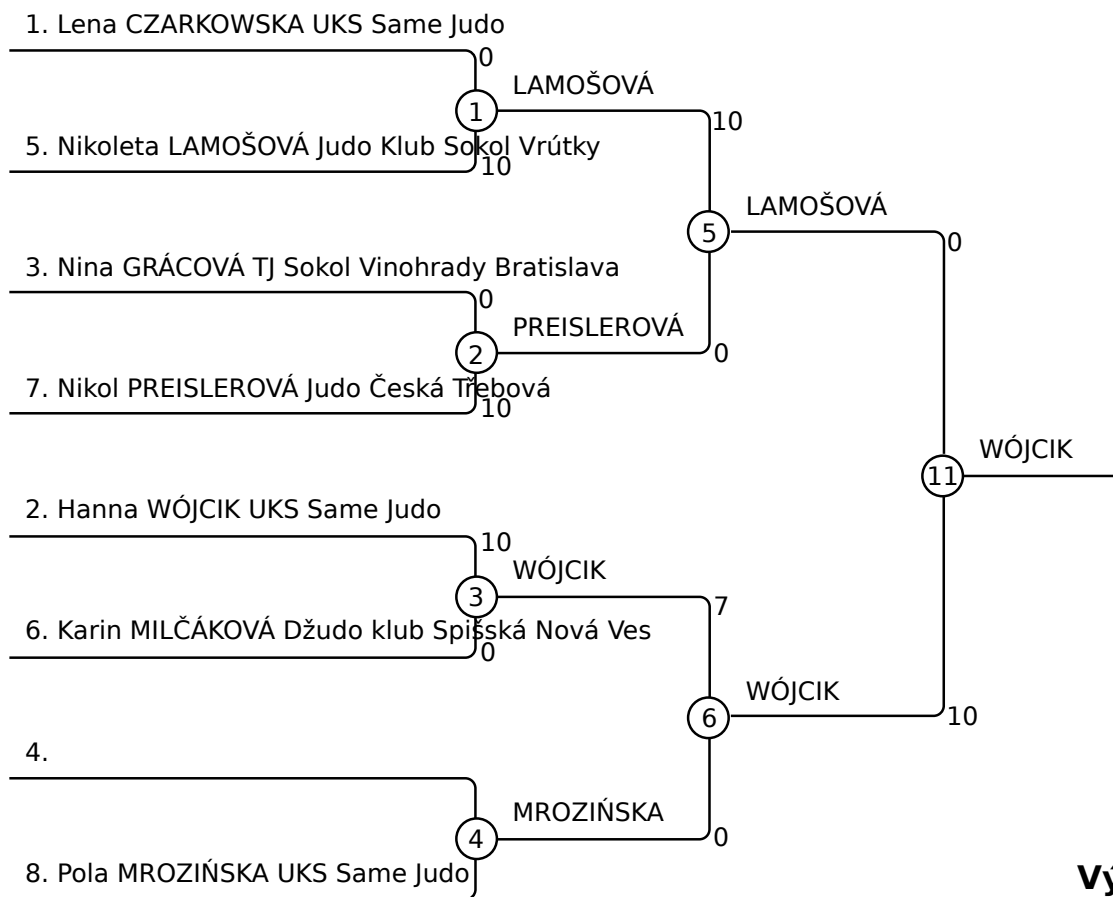 1. Lena CZARKOWSKA UKS Same Judo
0
LAMOŠOVÁ
1
10
5. Nikoleta LAMOŠOVÁ Judo Klub Sokol Vrútky
10
LAMOŠOVÁ
5
0
3. Nina GRÁCOVÁ TJ Sokol Vinohrady Bratislava
0
PREISLEROVÁ
2
0
7. Nikol PREISLEROVÁ Judo Česká Třebová
10
WÓJCIK
11
2. Hanna WÓJCIK UKS Same Judo
10
WÓJCIK
3
7
6. Karin MILČÁKOVÁ Džudo klub Spišská Nová Ves
0
WÓJCIK
6
10
4.
MROZIŃSKA
4
0
8. Pola MROZIŃSKA UKS Same Judo